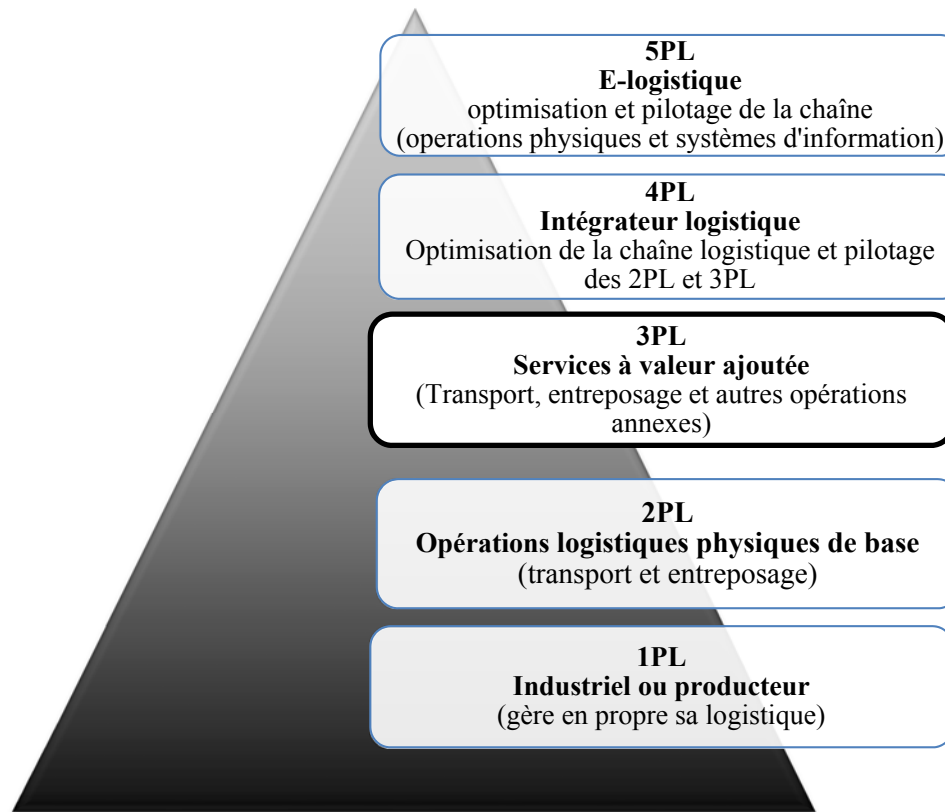 5PL
E-logistique
optimisation et pilotage de la chaîne
(operations physiques et systèmes d'information)
4PL
Intégrateur logistique
Optimisation de la chaîne logistique et pilotage
des 2PL et 3PL
3PL
Services à valeur ajoutée
(Transport, entreposage et autres opérations
annexes)
2PL
Opérations logistiques physiques de base
(transport et entreposage)
1PL
Industriel ou producteur
(gère en propre sa logistique)